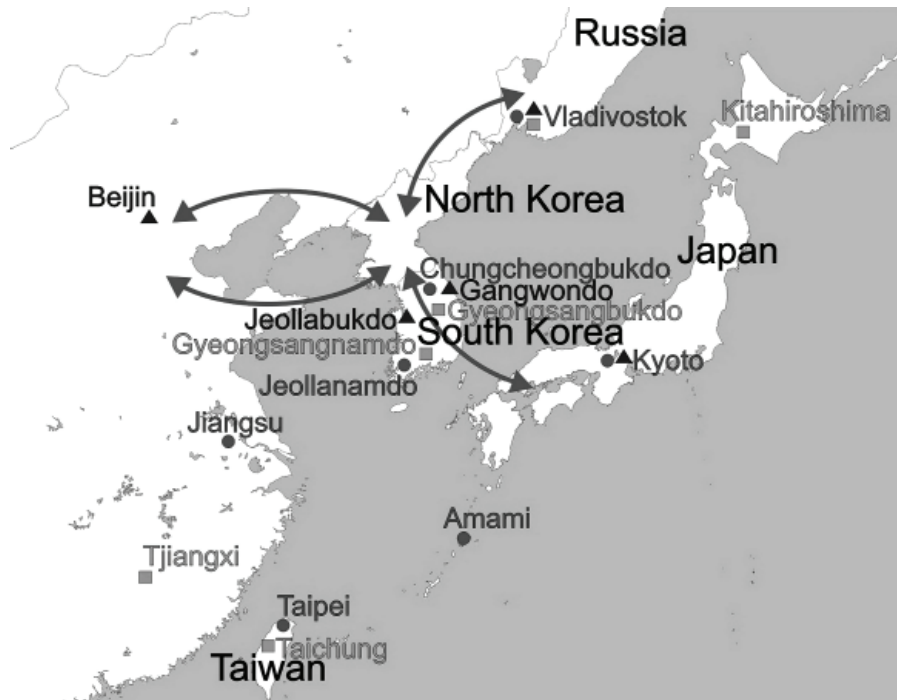 Russia
Vladivostok
Kitahiroshima
Beijin
North Korea
Japan
Chungcheongbukdo
Gangwondo
Gyeongsangbukdo
Jeollabukdo
South Korea
Gyeongsangnamdo
Kyoto
Jeollanamdo
Jiangsu
Amami
Tjiangxi
Taipei
Taichung
Taiwan